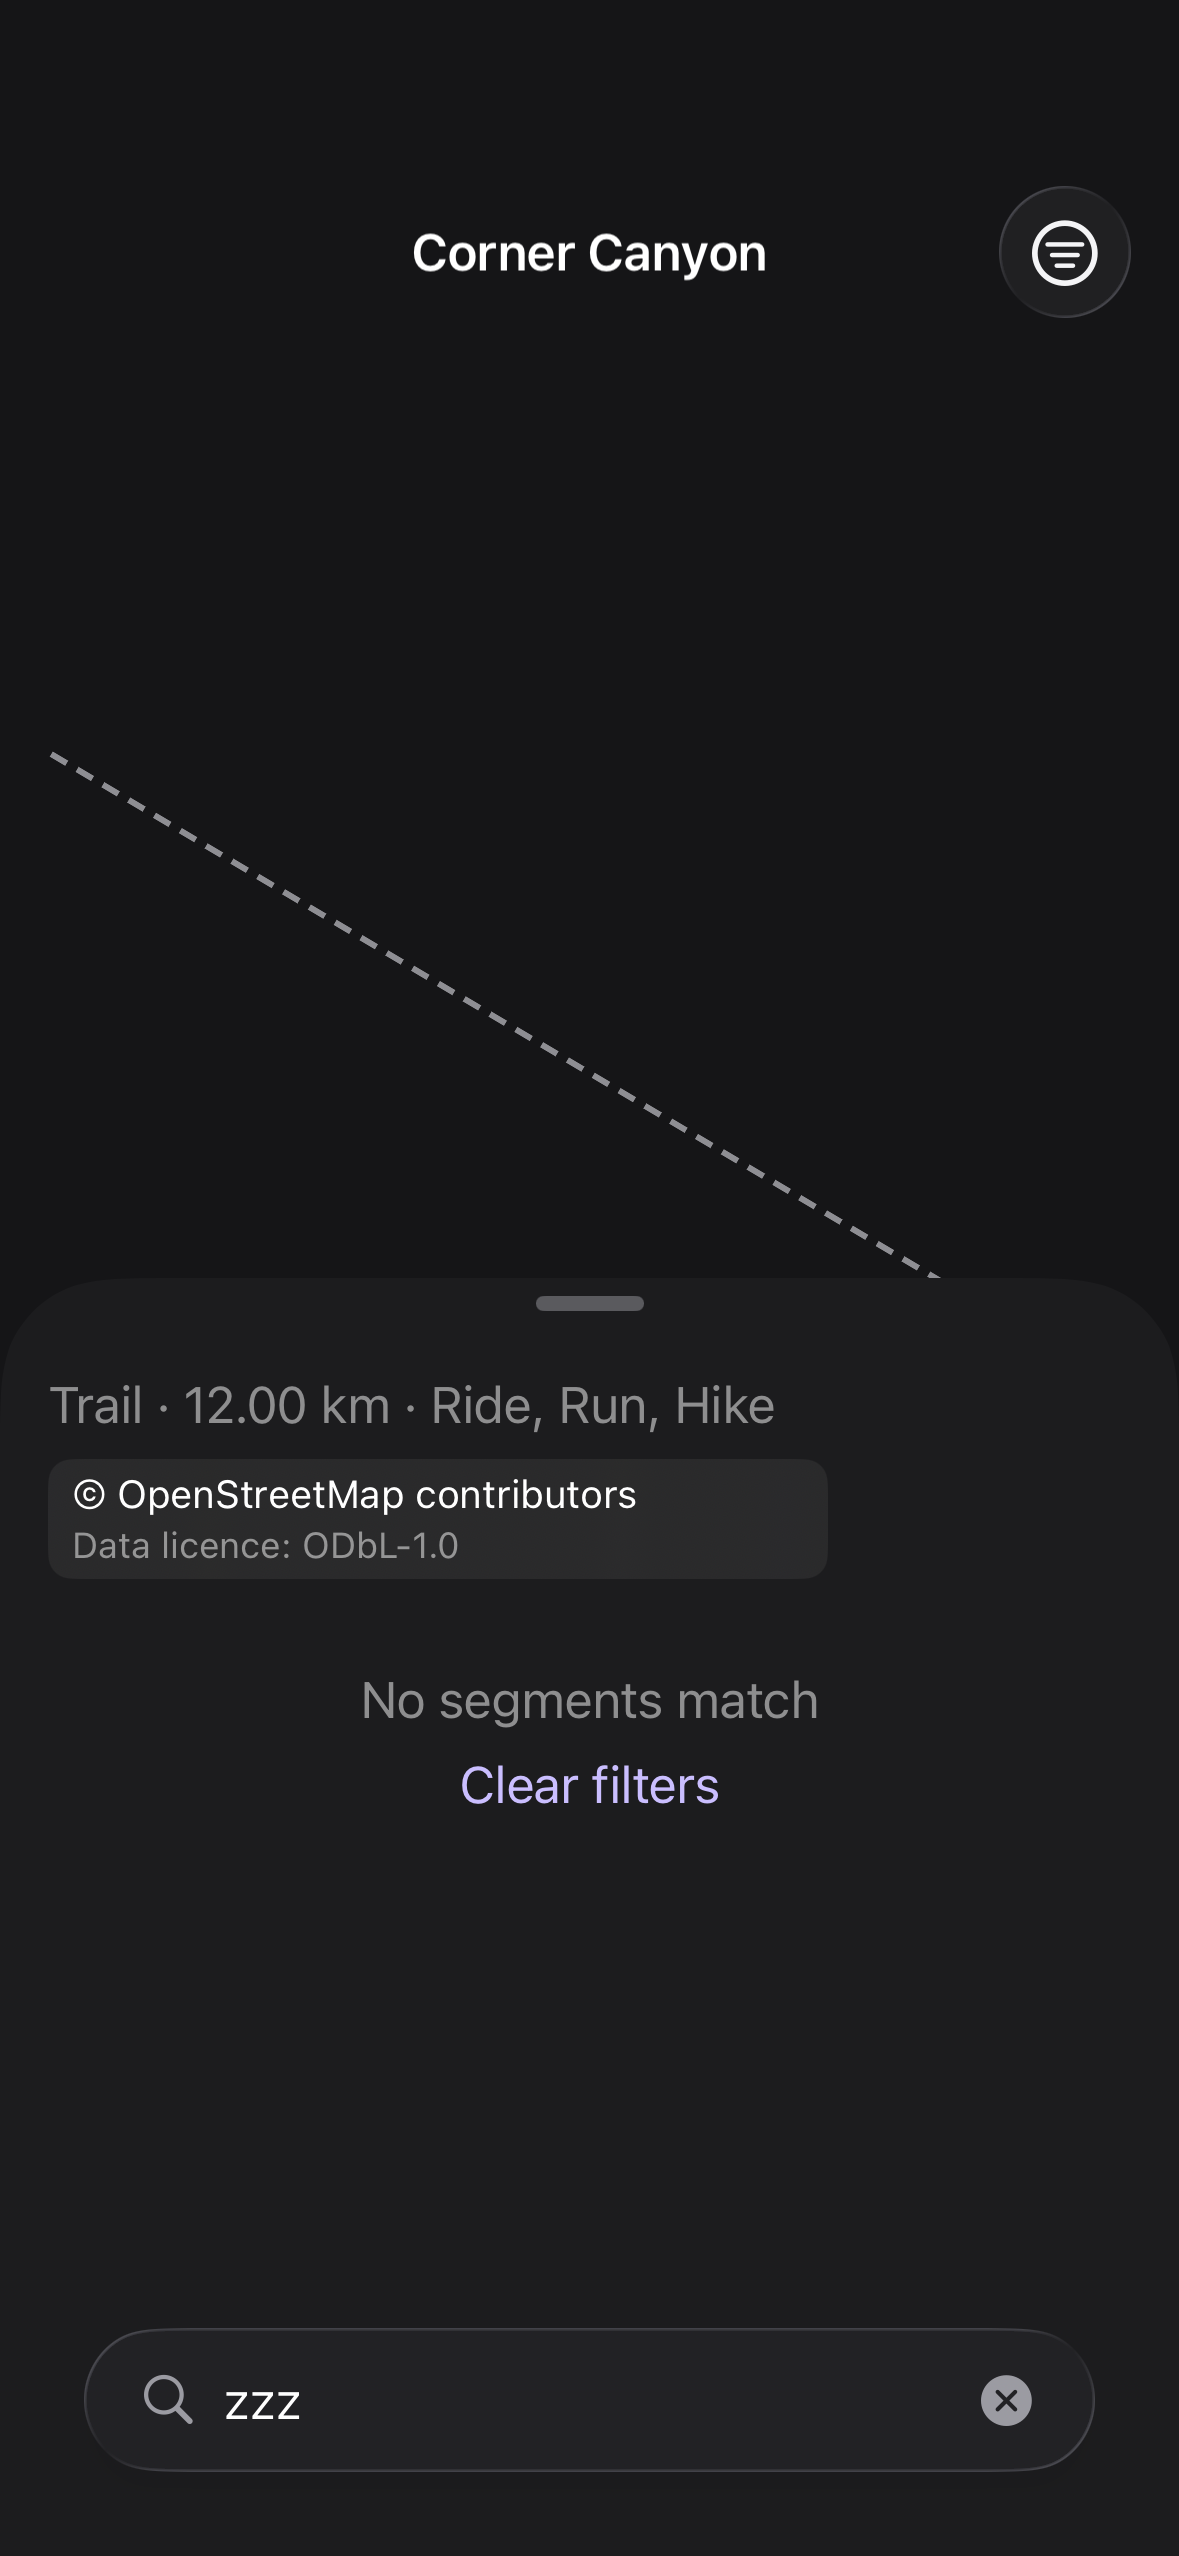 Corner Canyon
Trail · 12.00 km · Ride, Run, Hike
© OpenStreetMap contributors
Data licence: ODbL-1.0
No segments match
Clear filters
zzz